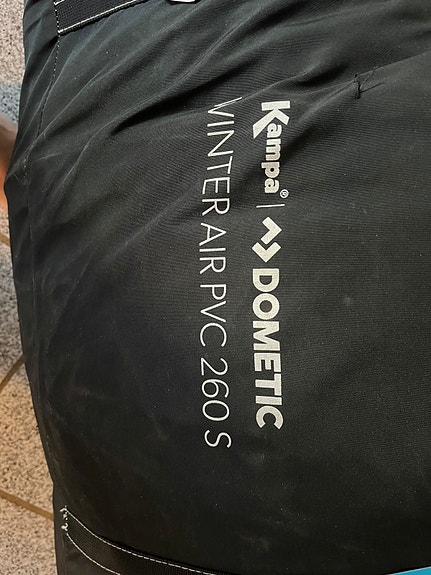 Kampa® | DOMETIC
WINTER AIR PVC 260 S